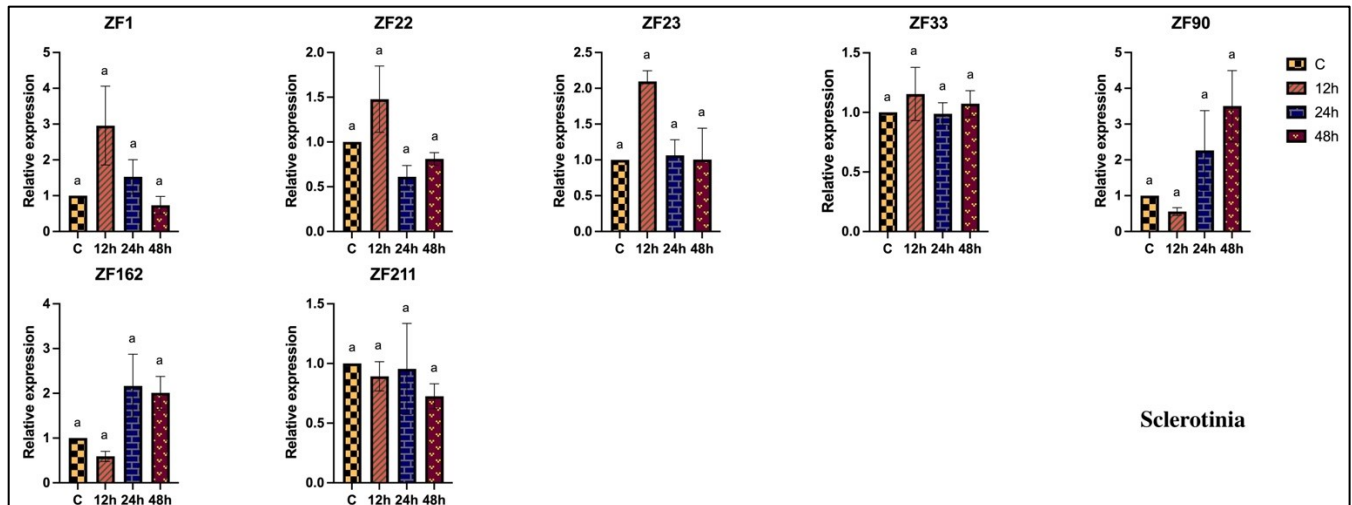 ZF1
Relative expression
5
4
3
2
1
0
a
a
a
a
C 12h 24h 48h
ZF22
Relative expression
2.0
1.5
1.0
0.5
0.0
a
a
a
a
C 12h 24h 48h
ZF23
Relative expression
2.5
2.0
1.5
1.0
0.5
0.0
a
a
a
a
C 12h 24h 48h
ZF33
Relative expression
1.5
1.0
0.5
0.0
a
a
a
a
C 12h 24h 48h
ZF90
Relative expression
5
4
3
2
1
0
a
a
a
a
C 12h 24h 48h
C
12h
24h
48h
ZF162
Relative expression
4
3
2
1
0
a
a
a
a
C 12h 24h 48h
ZF211
Relative expression
1.5
1.0
0.5
0.0
a
a
a
a
C 12h 24h 48h
Sclerotinia